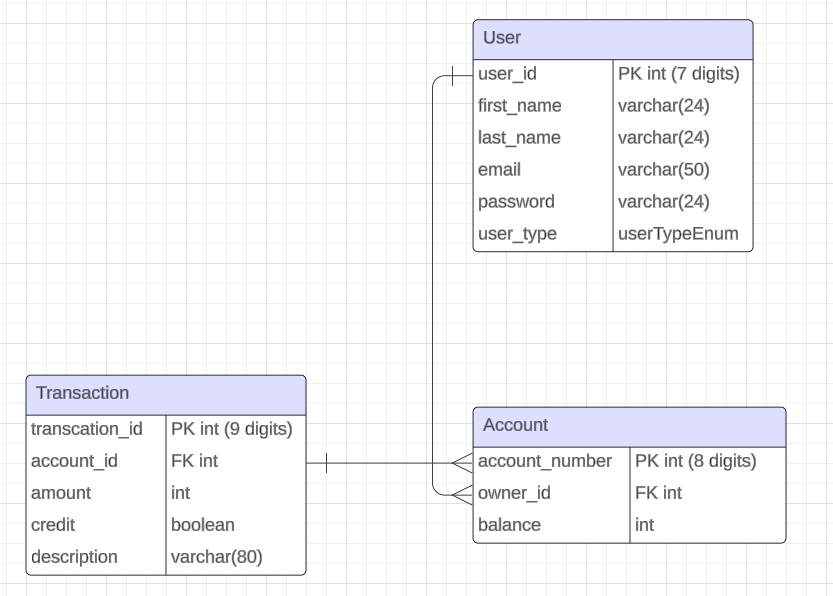 User
user_id PK int (7 digits)
first_name varchar(24)
last_name varchar(24)
email varchar(50)
password varchar(24)
user_type userTypeEnum
Transaction
transcation_id PK int (9 digits)
account_id FK int
amount int
credit boolean
description varchar(80)
Account
account_number PK int (8 digits)
owner_id FK int
balance int